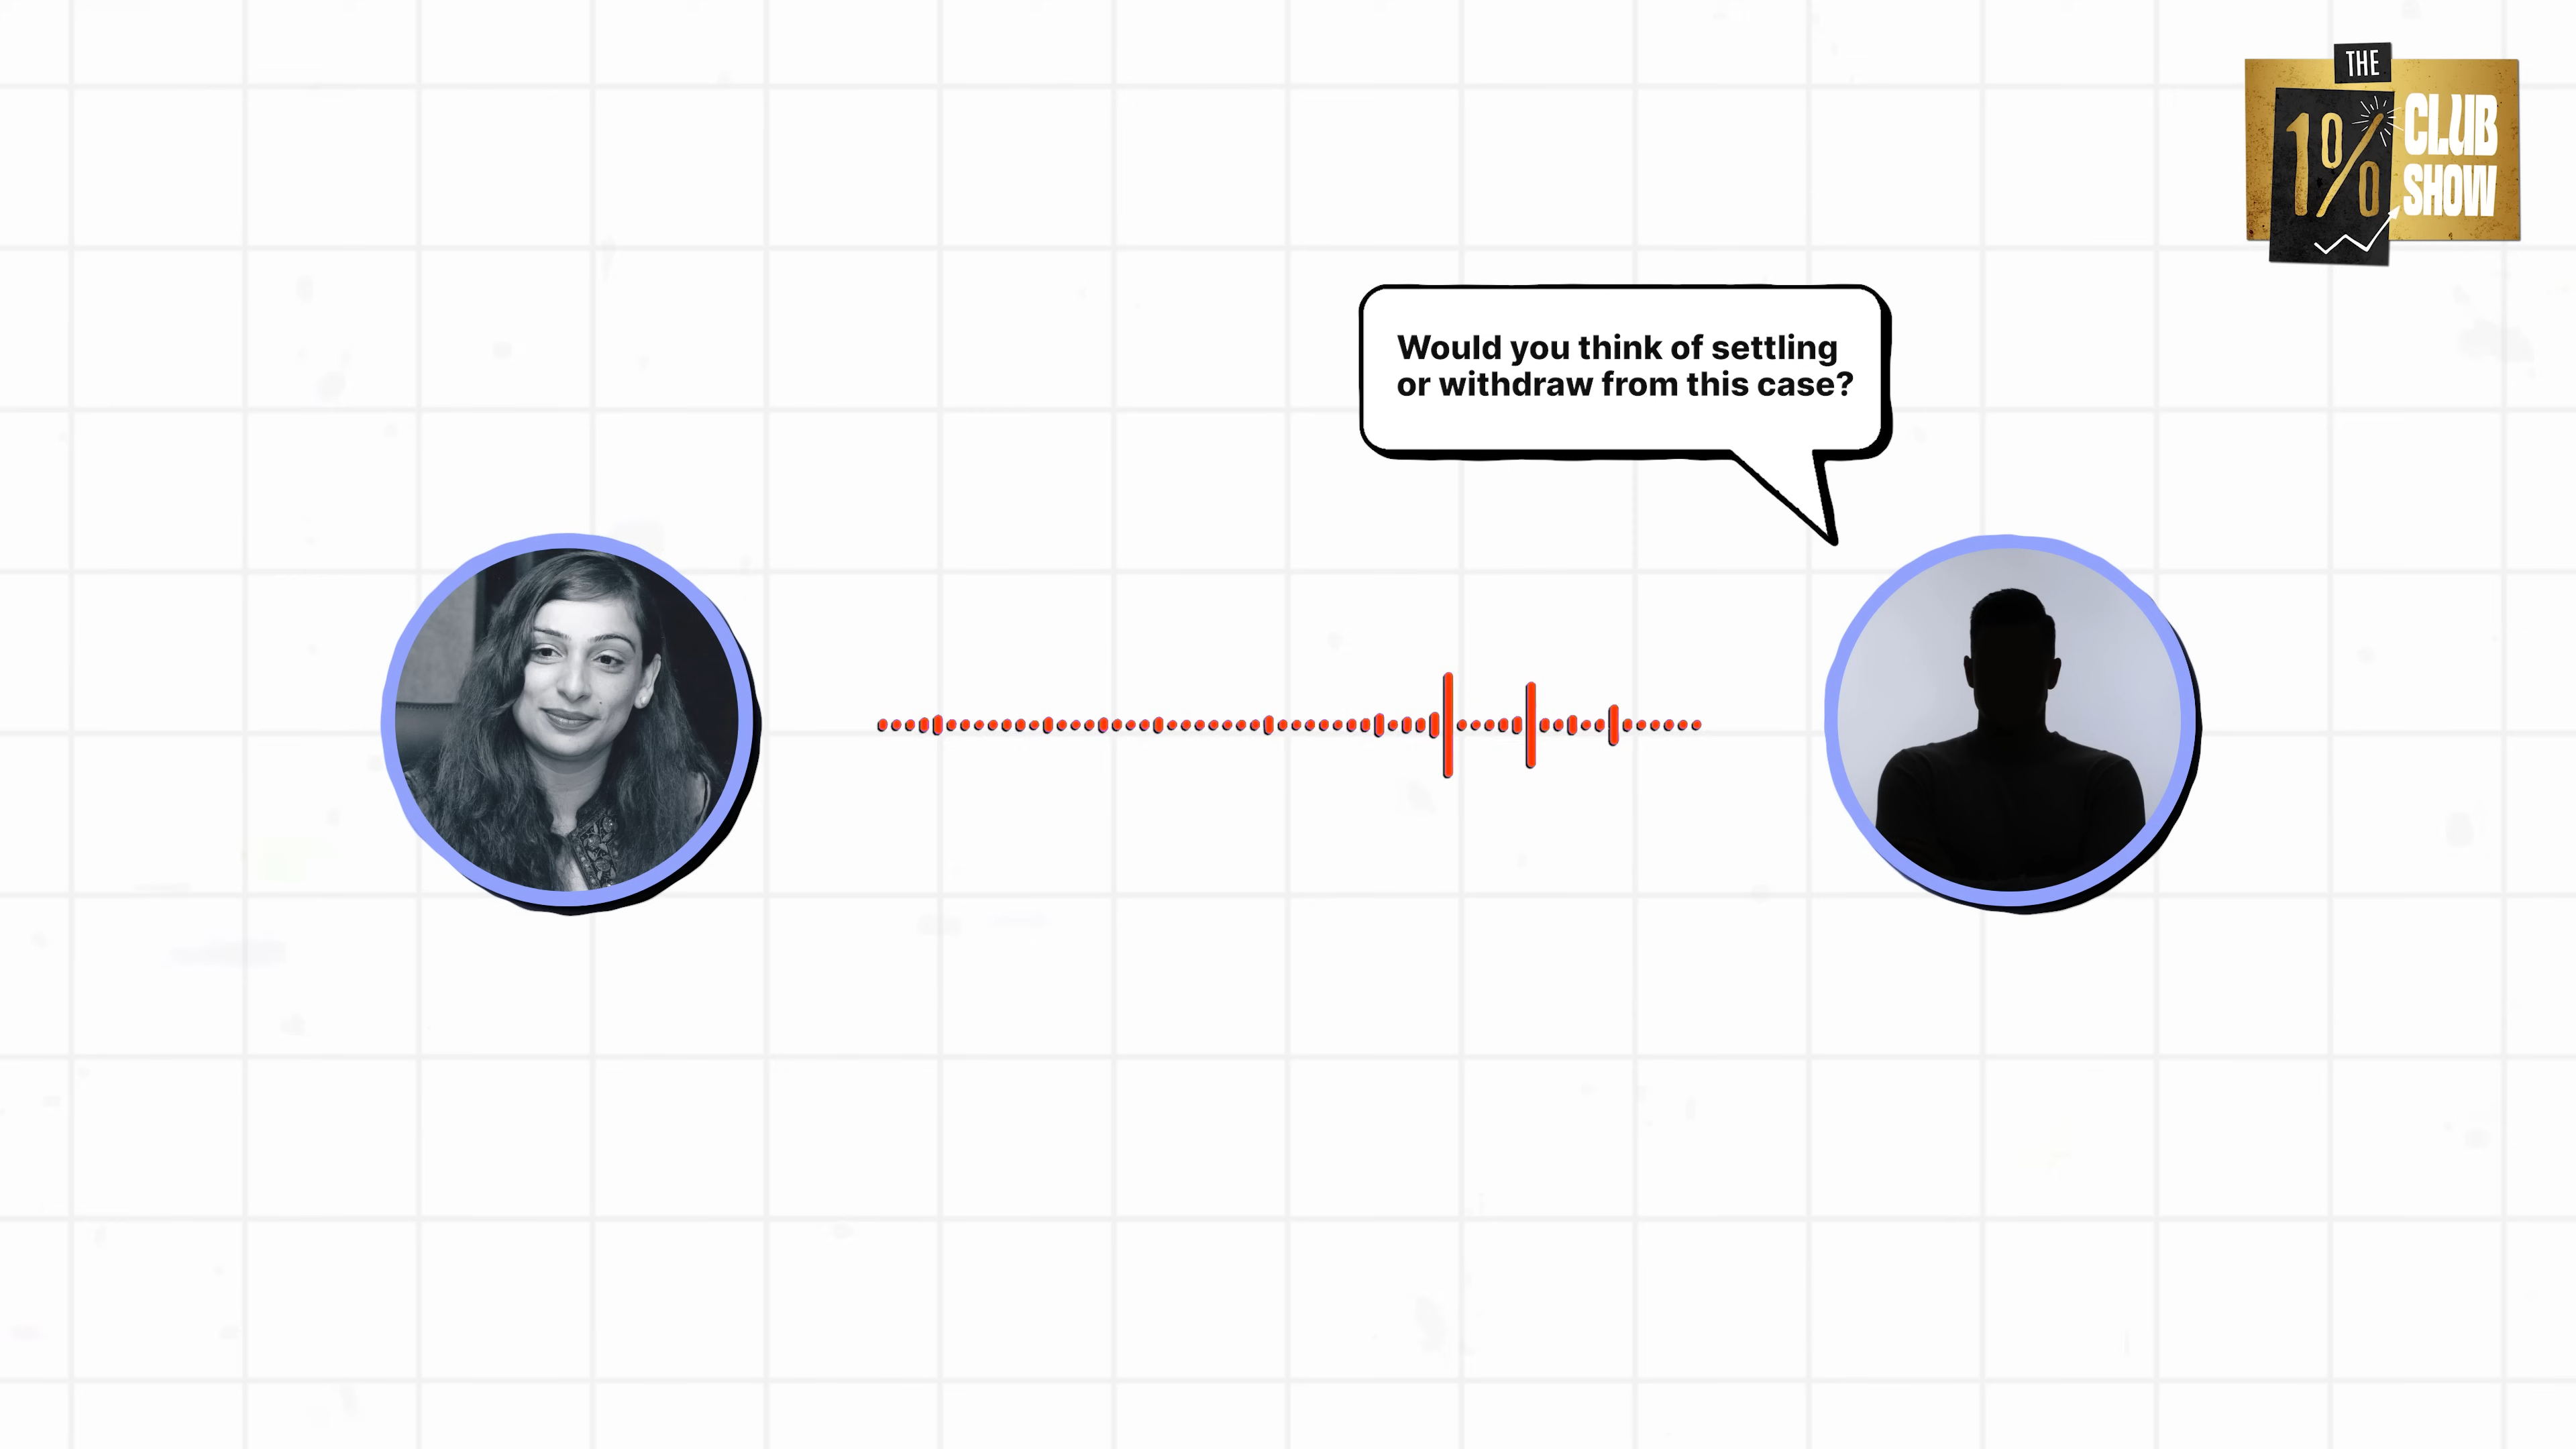 THE
1%
CLUB
SHOW
Would you think of settling
or withdraw from this case?